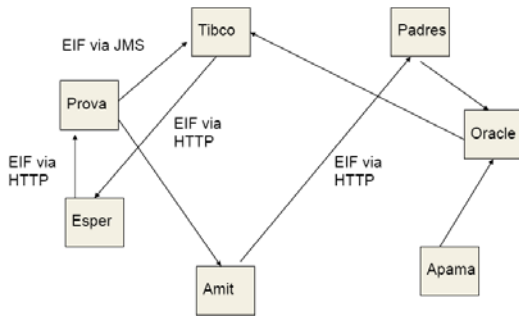 Tibco
Padres
EIF via JMS
Prova
EIF via
HTTP
Oracle
EIF via
HTTP
EIF via
HTTP
Esper
Amit
Apama